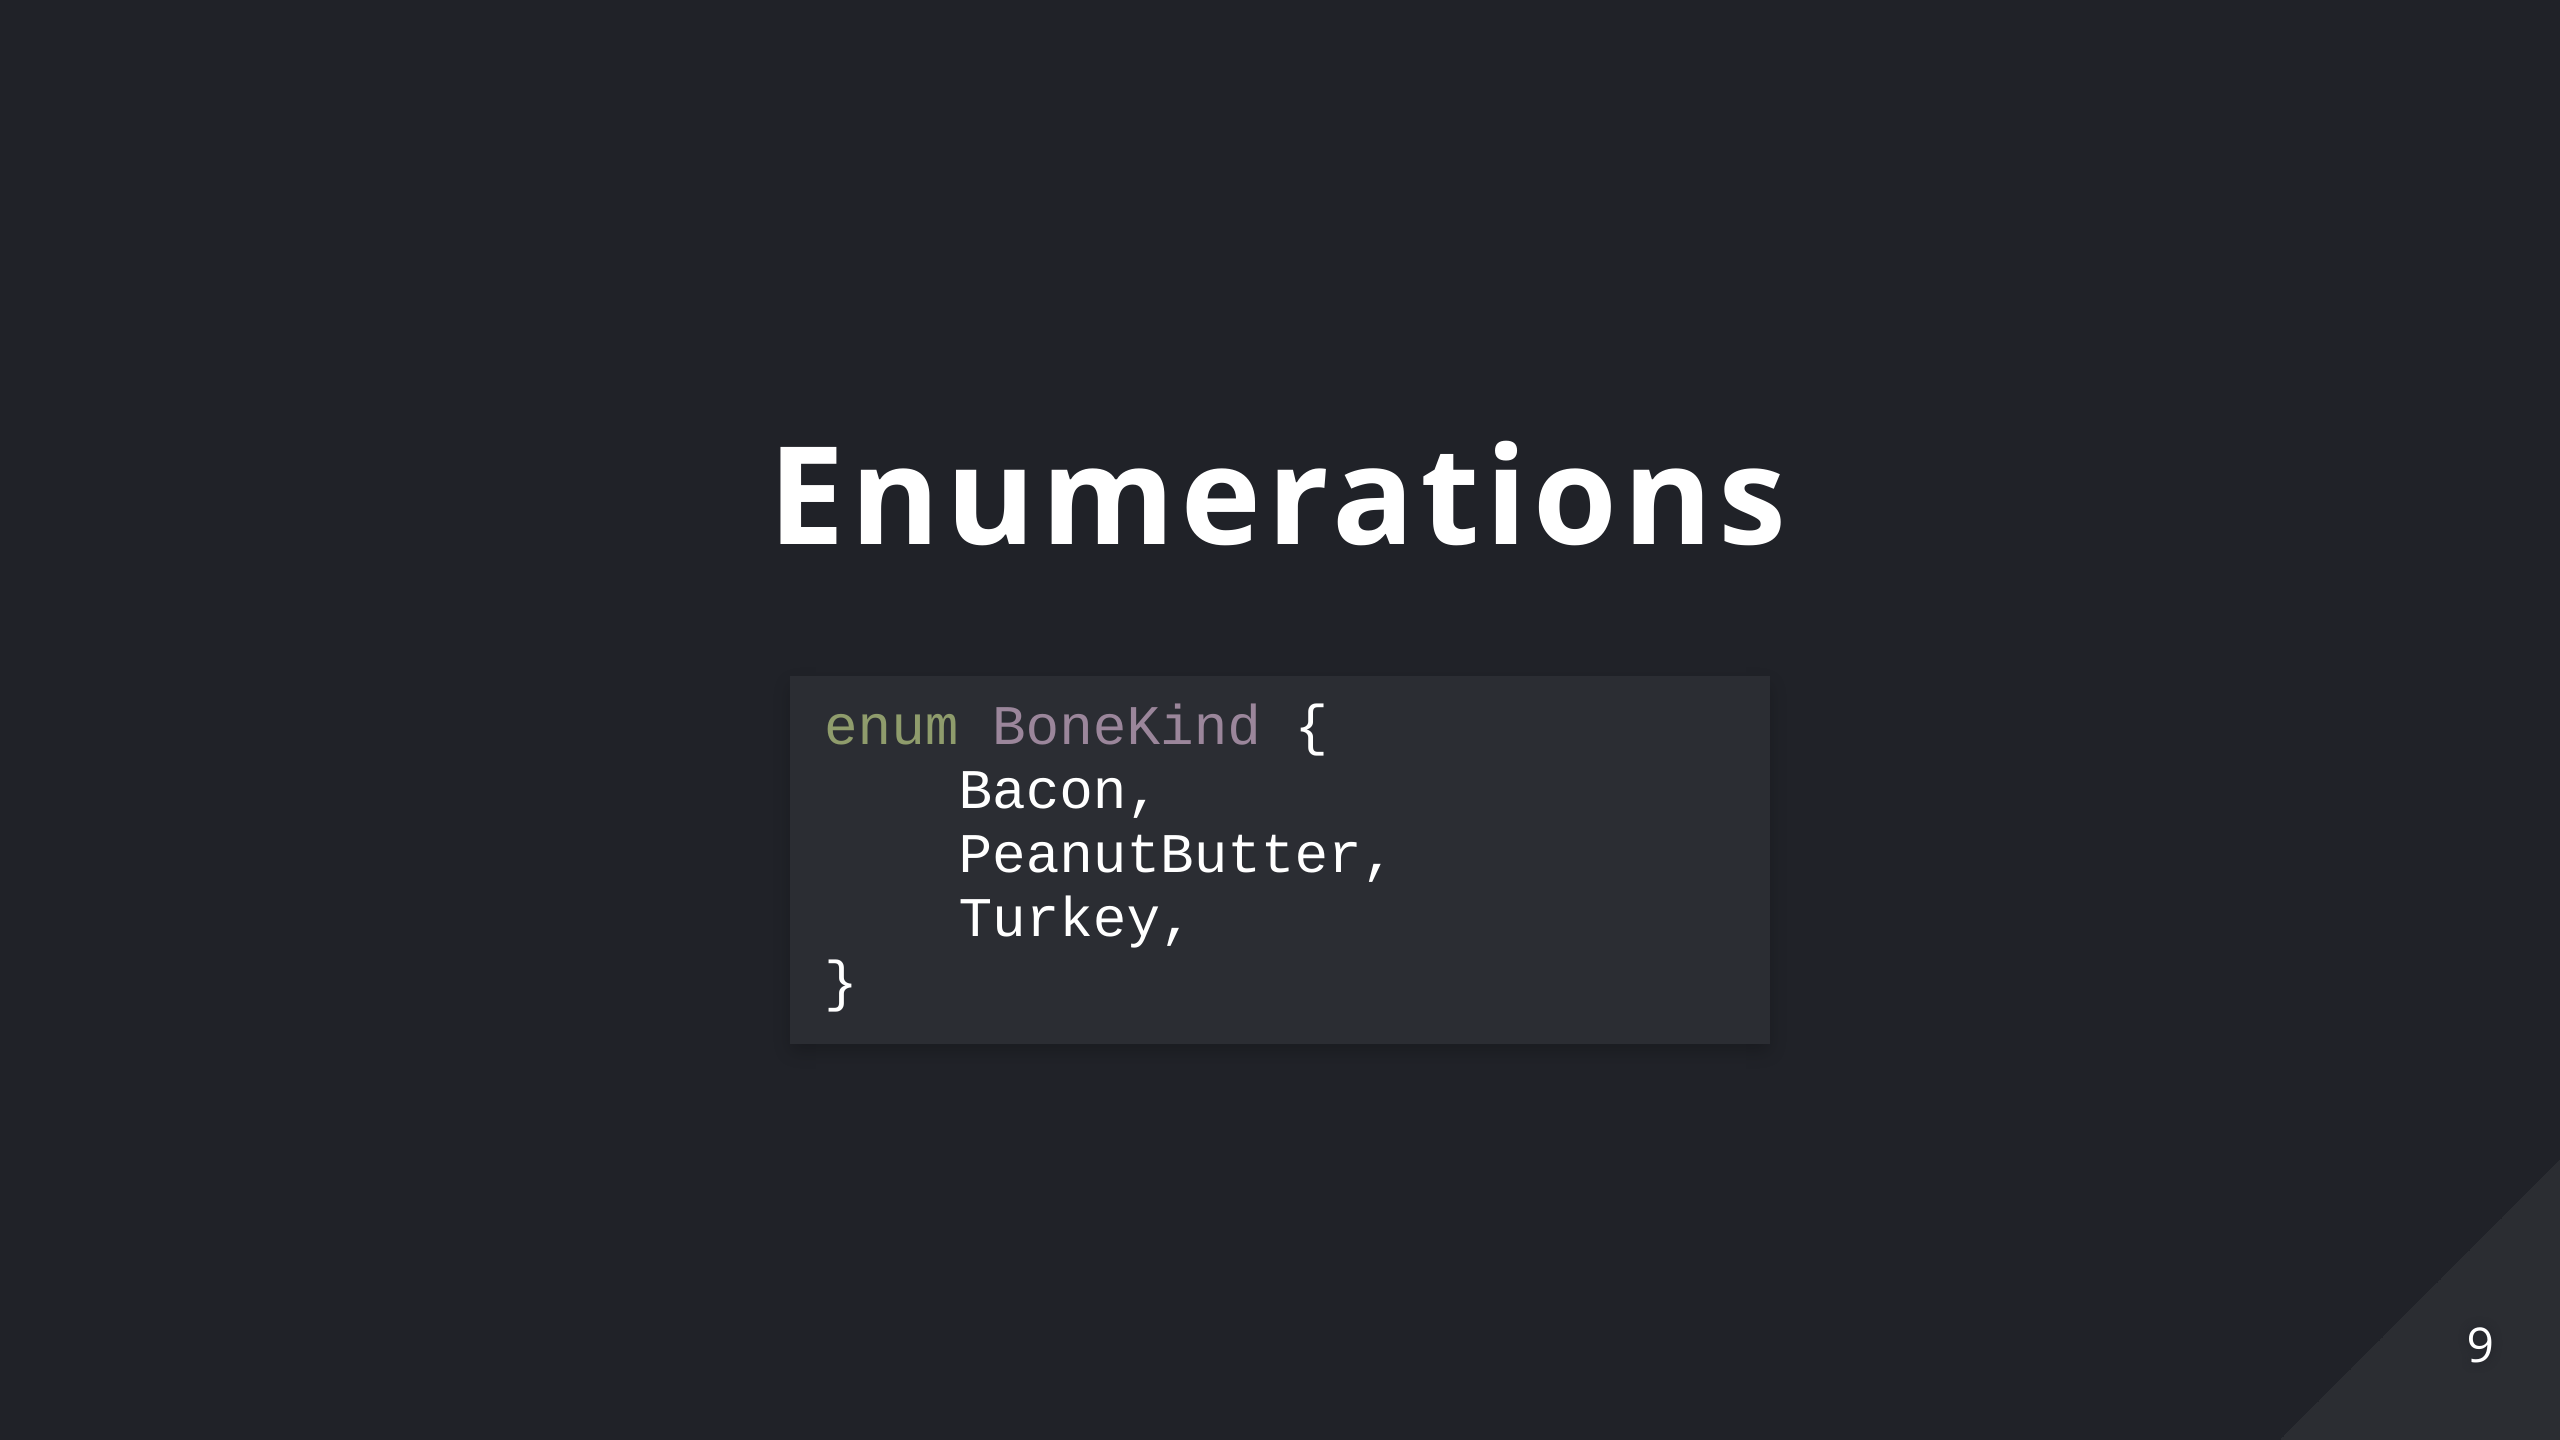 Enumerations
enum BoneKind {
    Bacon,
    PeanutButter,
    Turkey,
}
9